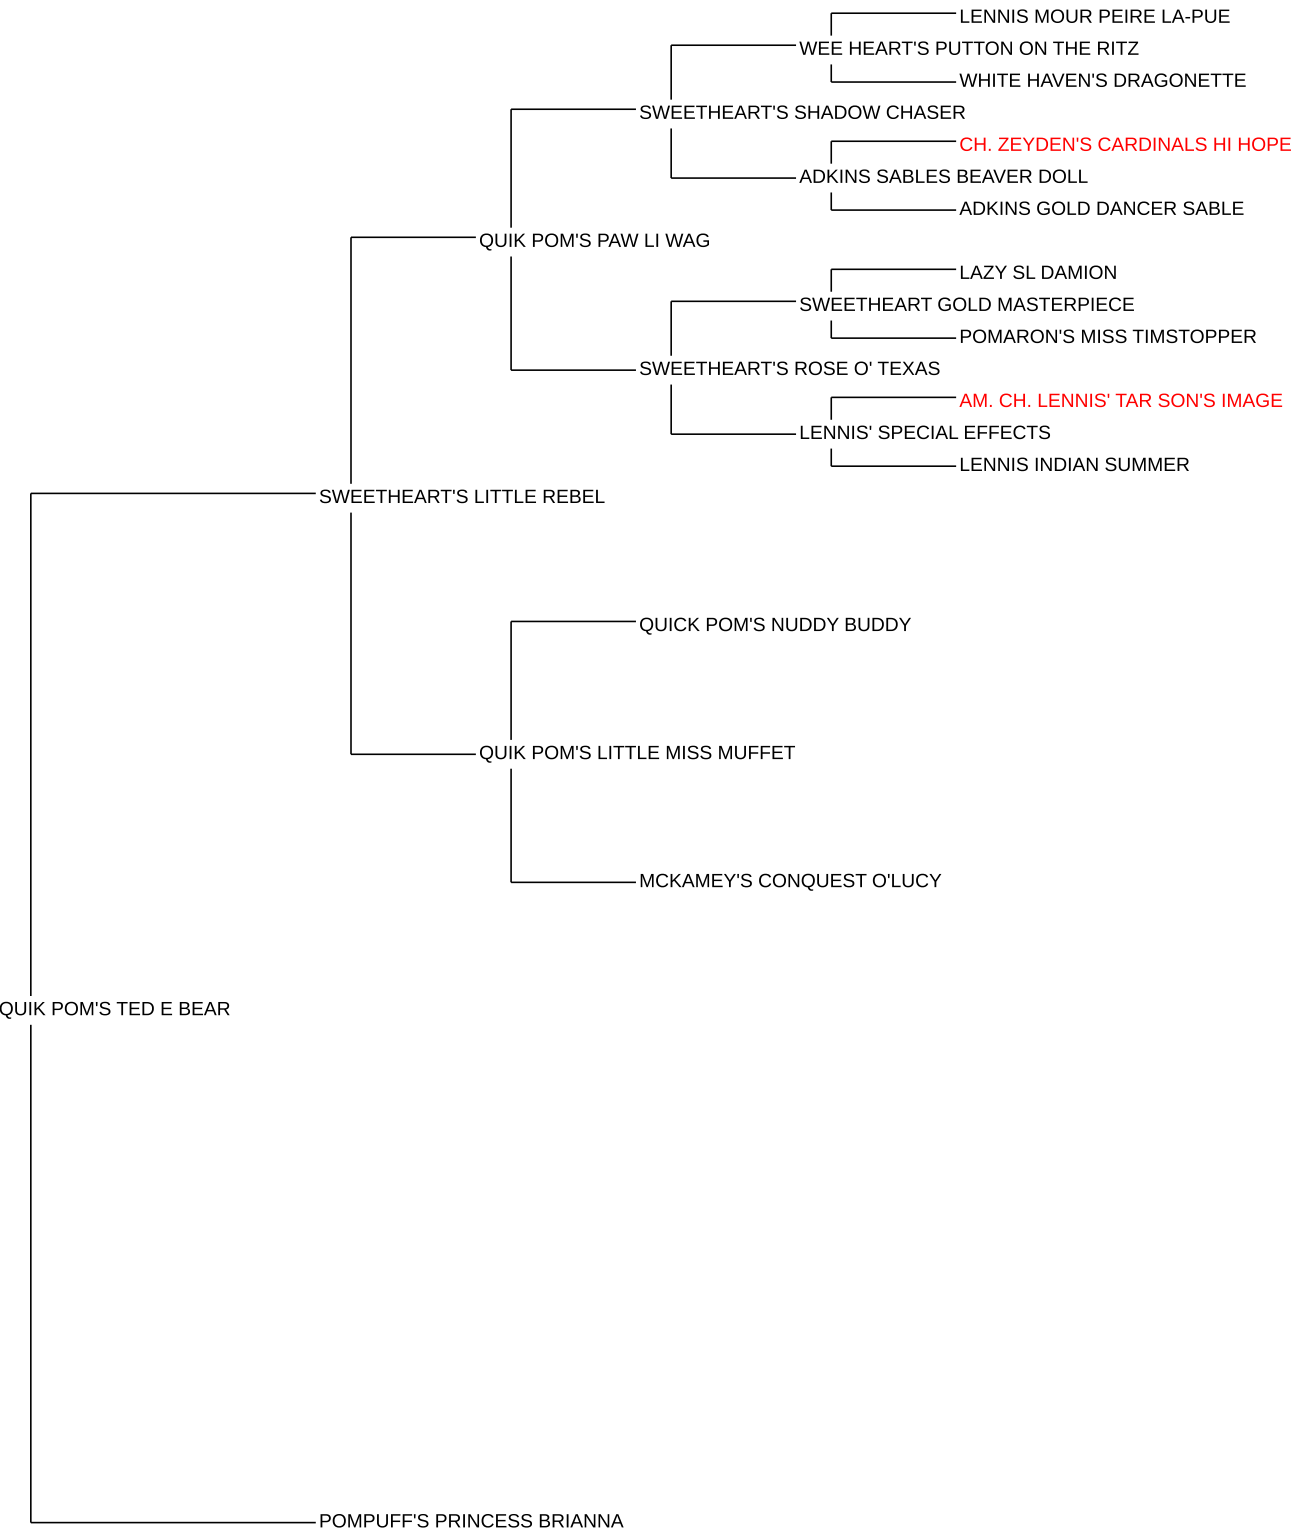 LENNIS MOUR PEIRE LA-PUE
WEE HEART'S PUTTON ON THE RITZ
WHITE HAVEN'S DRAGONETTE
SWEETHEART'S SHADOW CHASER
CH. ZEYDEN'S CARDINALS HI HOPE
ADKINS SABLES BEAVER DOLL
ADKINS GOLD DANCER SABLE
QUIK POM'S PAW LI WAG
LAZY SL DAMION
SWEETHEART GOLD MASTERPIECE
POMARON'S MISS TIMSTOPPER
SWEETHEART'S ROSE O' TEXAS
AM. CH. LENNIS' TAR SON'S IMAGE
LENNIS' SPECIAL EFFECTS
LENNIS INDIAN SUMMER
SWEETHEART'S LITTLE REBEL
QUICK POM'S NUDDY BUDDY
QUIK POM'S LITTLE MISS MUFFET
MCKAMEY'S CONQUEST O'LUCY
QUIK POM'S TED E BEAR
POMPUFF'S PRINCESS BRIANNA